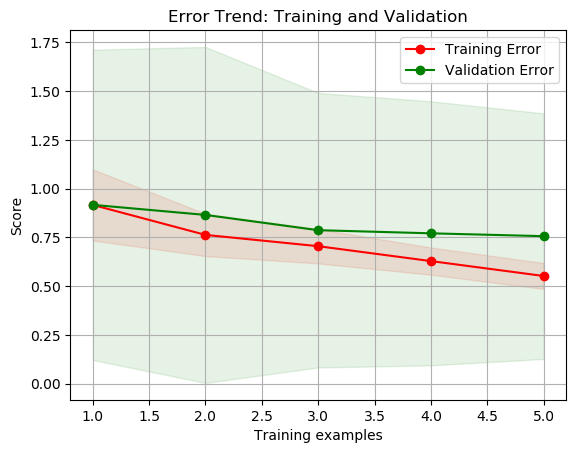 Error Trend: Training and Validation
Training Error
Validation Error
Score
1.75
1.50
1.25
1.00
0.75
0.50
0.25
0.00
1.0 1.5 2.0 2.5 3.0 3.5 4.0 4.5 5.0
Training examples